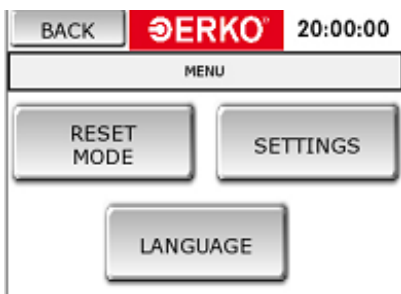 BACK ERKO® 20:00:00
MENU
RESET
MODE
SETTINGS
LANGUAGE